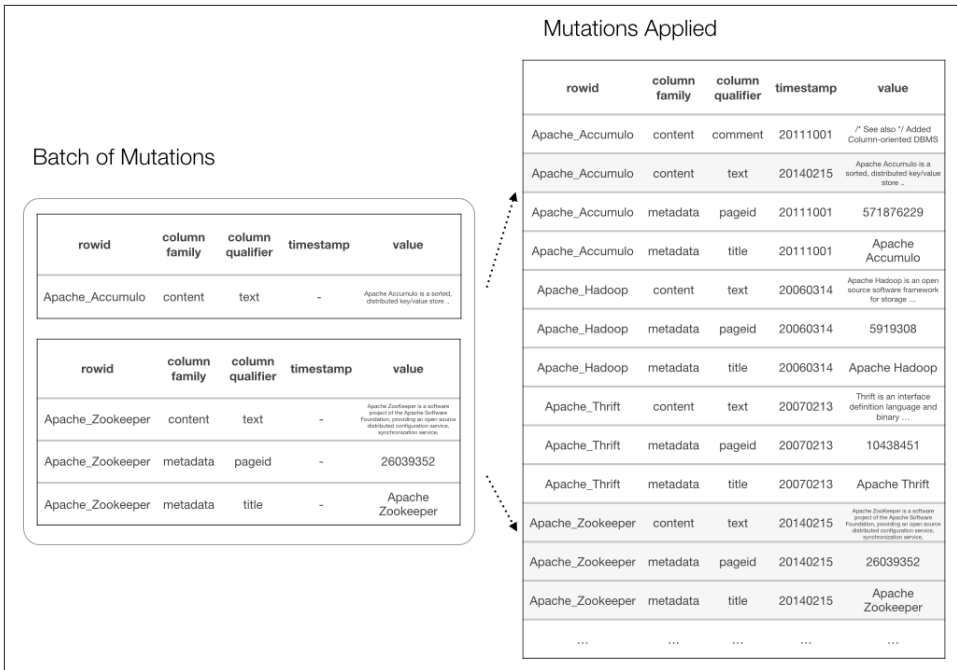 Mutations Applied
rowid column family column qualifier timestamp value
Apache_Accumulo content comment 20111001 /* See also */ Added Column-oriented DBMS
Apache_Accumulo content text 20140215 Apache Accumulo is a sorted, distributed key/value store ..
Apache_Accumulo metadata pageid 20111001 571876229
Apache_Accumulo metadata title 20111001 Apache Accumulo
Apache_Hadoop content text 20060314 Apache Hadoop is an open source software framework for storage ...
Apache_Hadoop metadata pageid 20060314 5919308
Apache_Hadoop metadata title 20060314 Apache Hadoop
Apache_Thrift content text 20070213 Thrift is an interface definition language and binary ...
Apache_Thrift metadata pageid 20070213 10438451
Apache_Thrift metadata title 20070213 Apache Thrift
Apache_Zookeeper content text 20140215 Apache ZooKeeper is a software project of the Apache Software Foundation, providing an open source distributed configuration service, synchronization service,
Apache_Zookeeper metadata pageid 20140215 26039352
Apache_Zookeeper metadata title 20140215 Apache Zookeeper
... ... ... ... ...
Batch of Mutations
rowid column family column qualifier timestamp value
Apache_Accumulo content text - Apache Accumulo is a sorted, distributed key/value store ..
rowid column family column qualifier timestamp value
Apache_Zookeeper content text - Apache ZooKeeper is a software project of the Apache Software Foundation, providing an open source distributed configuration service, synchronization service,
Apache_Zookeeper metadata pageid - 26039352
Apache_Zookeeper metadata title - Apache Zookeeper